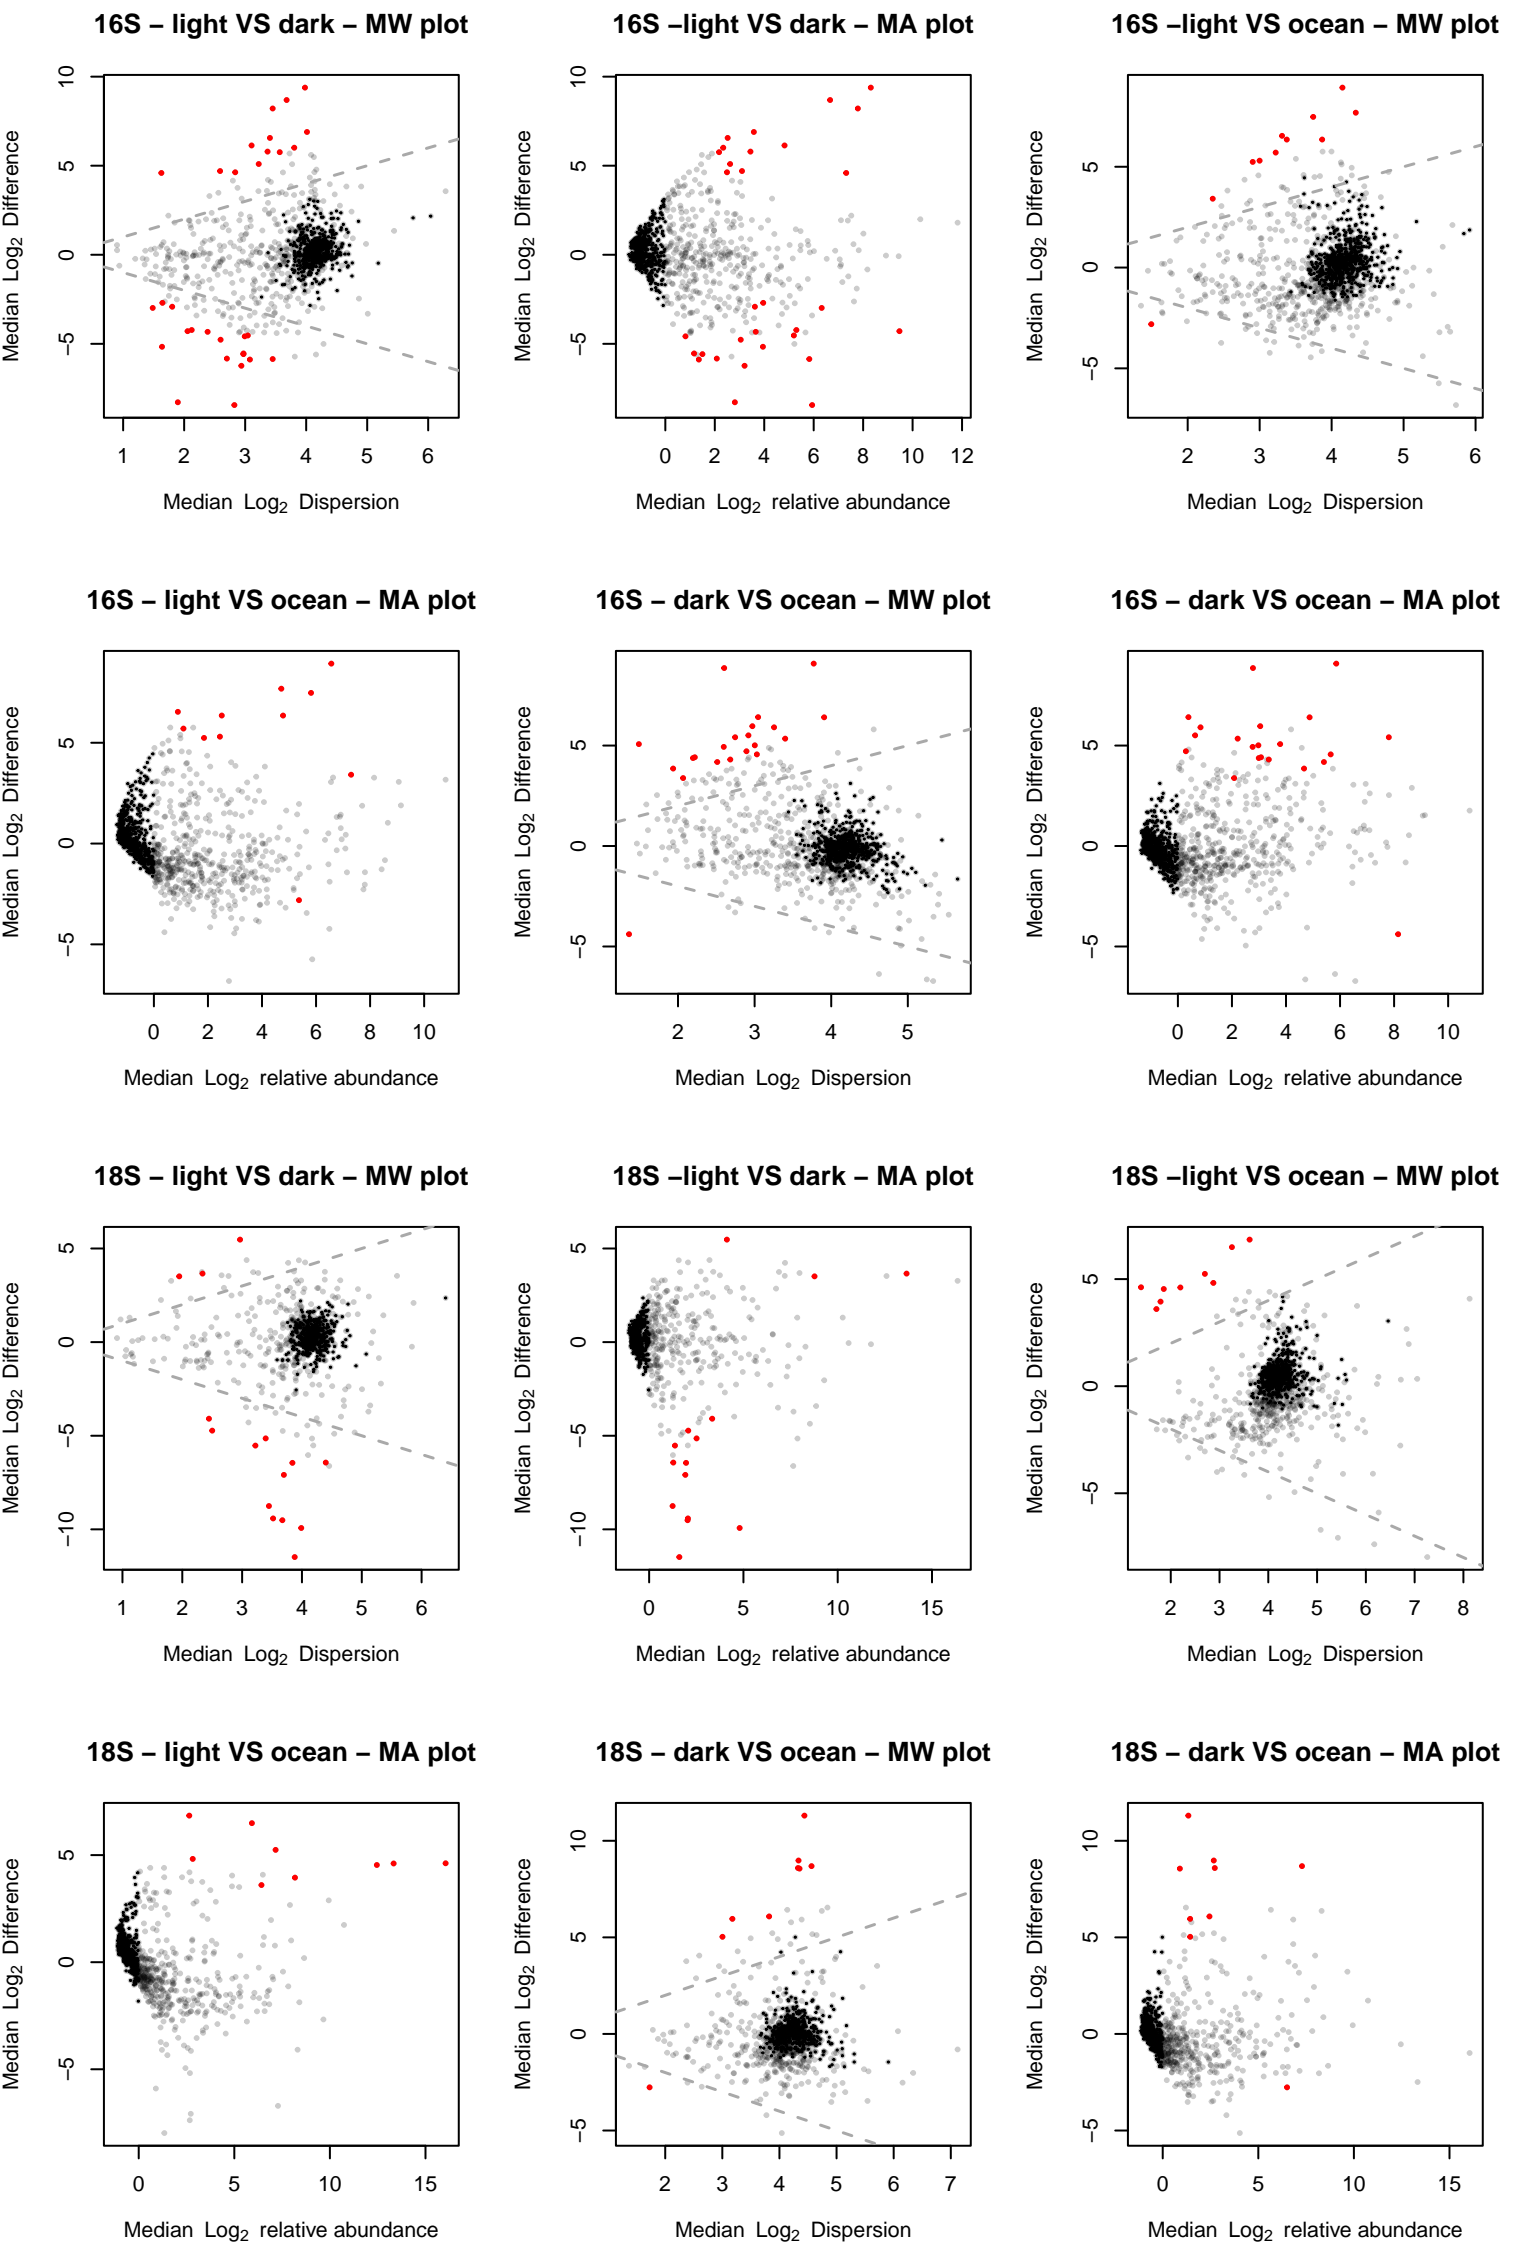 16S – light VS dark – MW plot
16S –light VS dark – MA plot
16S –light VS ocean – MW plot
Median Log2 Difference
10
5
0
−5
1 2 3 4 5 6
Median Log2 Dispersion
Median Log2 Difference
10
5
0
−5
0 2 4 6 8 10 12
Median Log2 relative abundance
Median Log2 Difference
5
0
−5
2 3 4 5 6
Median Log2 Dispersion
16S – light VS ocean – MA plot
16S – dark VS ocean – MW plot
16S – dark VS ocean – MA plot
Median Log2 Difference
5
0
−5
0 2 4 6 8 10
Median Log2 relative abundance
Median Log2 Difference
5
0
−5
2 3 4 5
Median Log2 Dispersion
Median Log2 Difference
5
0
−5
0 2 4 6 8 10
Median Log2 relative abundance
18S – light VS dark – MW plot
18S –light VS dark – MA plot
18S –light VS ocean – MW plot
Median Log2 Difference
5
0
−5
−10
1 2 3 4 5 6
Median Log2 Dispersion
Median Log2 Difference
5
0
−5
−10
0 5 10 15
Median Log2 relative abundance
Median Log2 Difference
5
0
−5
2 3 4 5 6 7 8
Median Log2 Dispersion
18S – light VS ocean – MA plot
18S – dark VS ocean – MW plot
18S – dark VS ocean – MA plot
Median Log2 Difference
5
0
−5
0 5 10 15
Median Log2 relative abundance
Median Log2 Difference
10
5
0
−5
2 3 4 5 6 7
Median Log2 Dispersion
Median Log2 Difference
10
5
0
−5
0 5 10 15
Median Log2 relative abundance